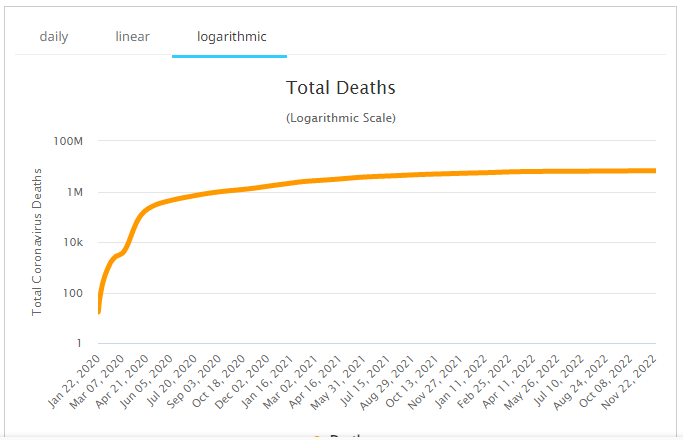 daily linear logarithmic
Total Deaths
(Logarithmic Scale)
Total Coronavirus Deaths
100M
1M
10k
100
1
Jan 22, 2020
Mar 07, 2020
Apr 21, 2020
Jun 05, 2020
Jul 20, 2020
Sep 03, 2020
Oct 18, 2020
Dec 02, 2020
Jan 16, 2021
Mar 02, 2021
Apr 16, 2021
May 31, 2021
Jul 15, 2021
Aug 29, 2021
Oct 13, 2021
Nov 27, 2021
Jan 11, 2022
Feb 25, 2022
Apr 11, 2022
May 26, 2022
Jul 10, 2022
Aug 24, 2022
Oct 08, 2022
Nov 22, 2022